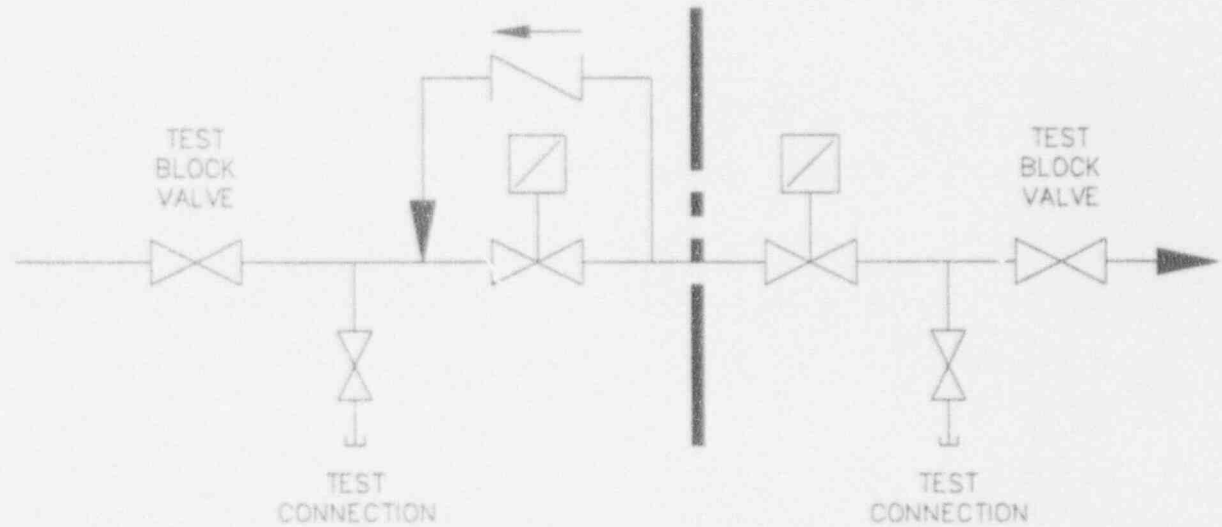 TEST
BLOCK
VALVE
TEST
BLOCK
VALVE
TEST
CONNECTION
TEST
CONNECTION